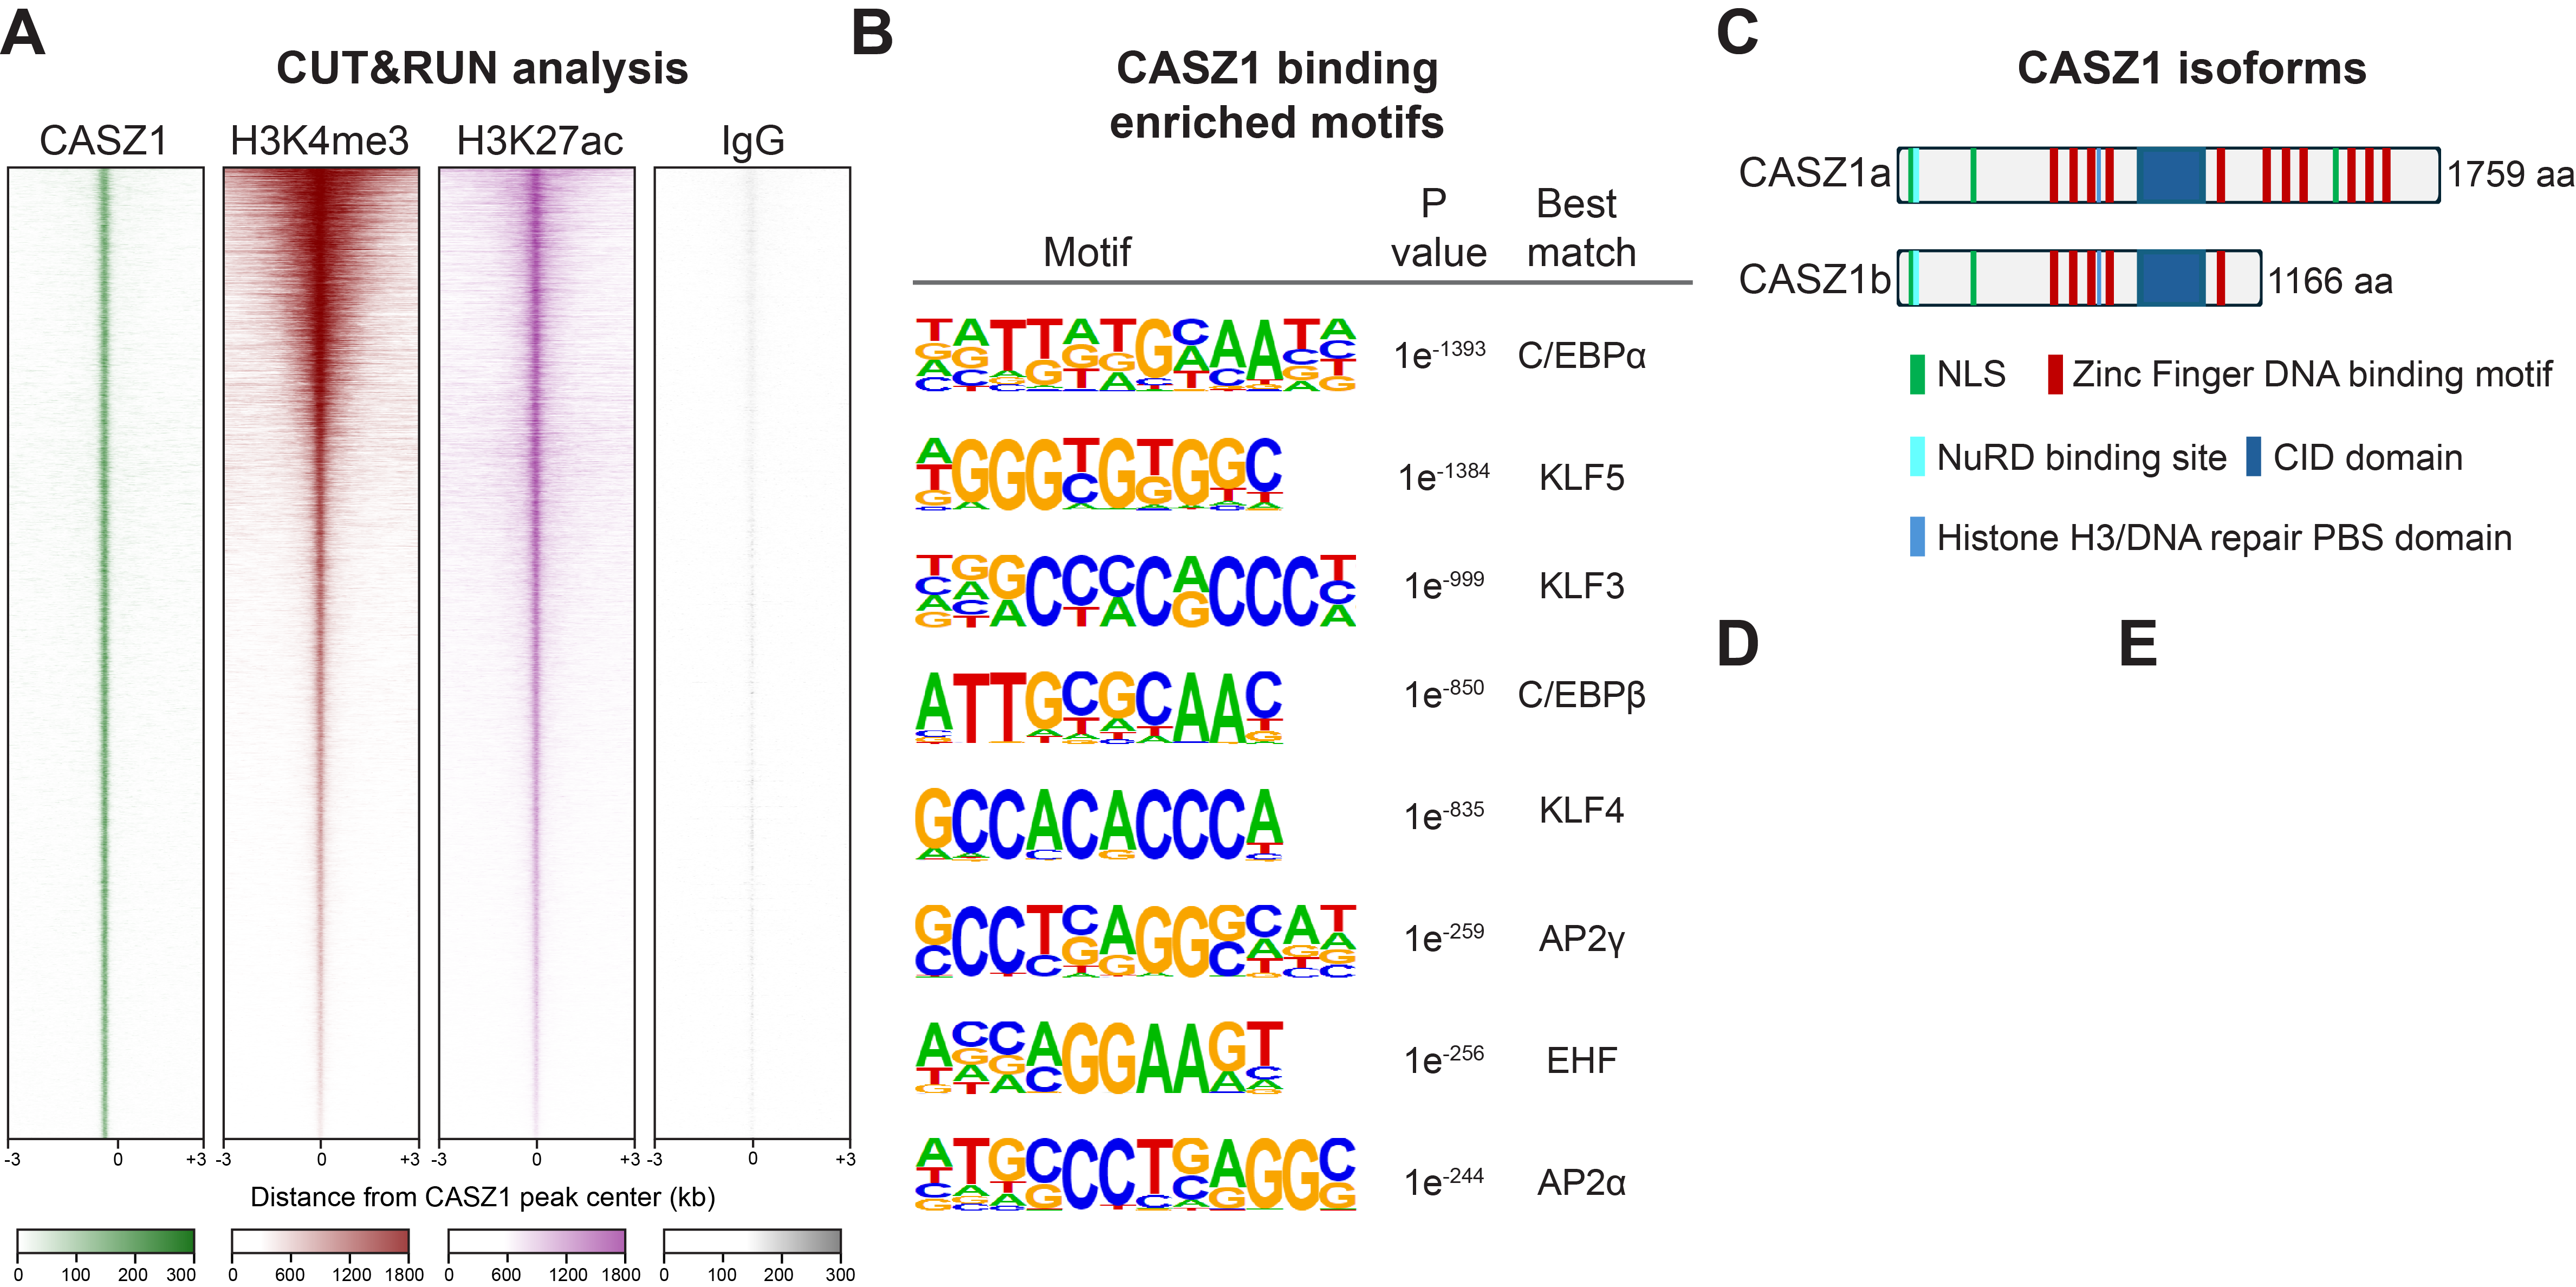 A
CUT&RUN analysis
CASZ1 H3K4me3 H3K27ac IgG
-3 0 +3 -3 0 +3 -3 0 +3 -3 0 +3
Distance from CASZ1 peak center (kb)
0 100 200 300 0 600 1200 1800 0 600 1200 1800 0 100 200 300
B
CASZ1 binding
enriched motifs
P Best
Motif value match
1e-1393 C/EBPα
1e-1384 KLF5
1e-999 KLF3
1e-850 C/EBPβ
1e-835 KLF4
1e-259 AP2γ
1e-256 EHF
1e-244 AP2α
C
CASZ1 isoforms
CASZ1a 1759 aa
CASZ1b 1166 aa
NLS Zinc Finger DNA binding motif
NuRD binding site CID domain
Histone H3/DNA repair PBS domain
D E